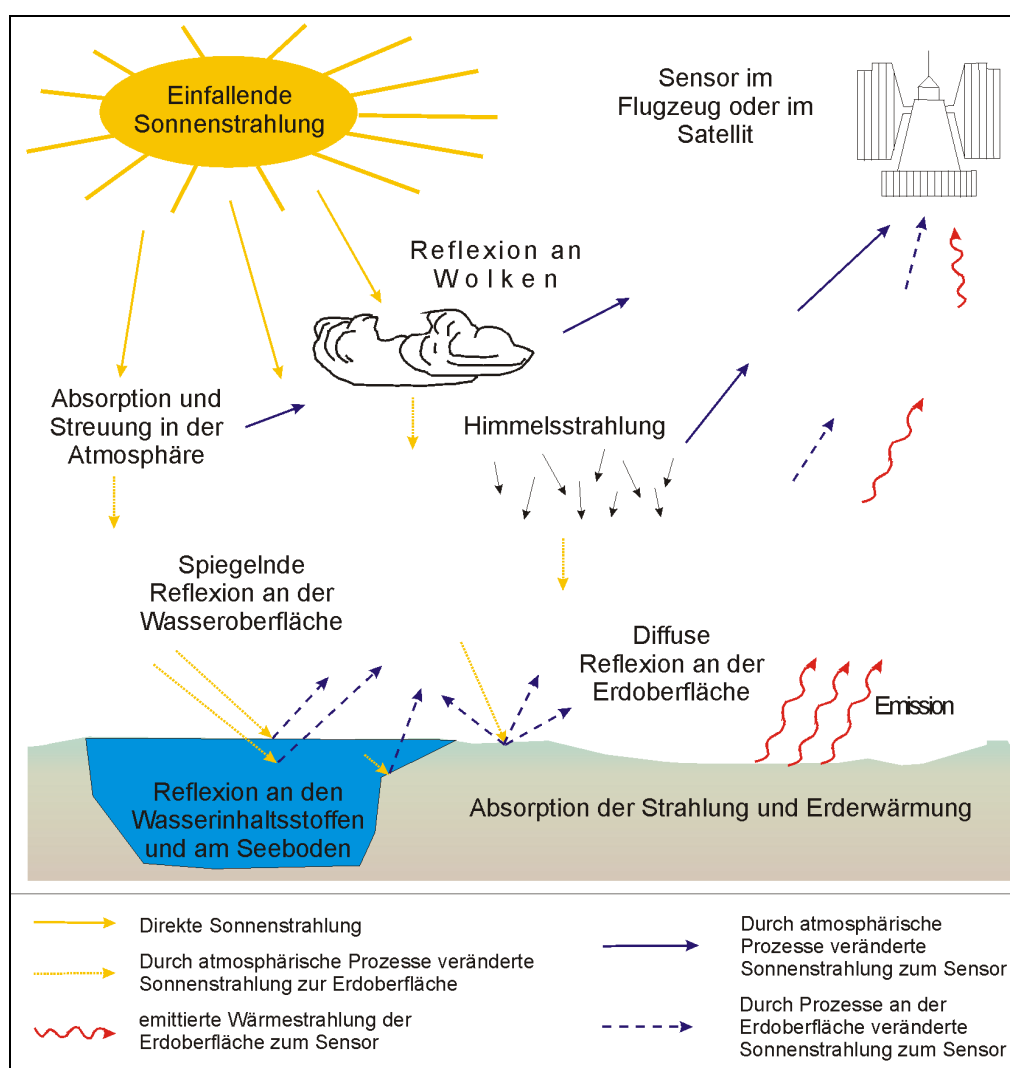 Einfallende
Sonnenstrahlung
Sensor im
Flugzeug oder im
Satellit
Reflexion an
Wolken
Absorption und
Streuung in der
Atmosphäre
Himmelsstrahlung
Spiegelnde
Reflexion an der
Wasseroberfläche
Diffuse
Reflexion an der
Erdoberfläche
Emission
Reflexion an den
Wasserinhaltsstoffen
und am Seeboden
Absorption der Strahlung und Erderwärmung
Direkte Sonnenstrahlung
Durch atmosphärische Prozesse veränderte
Sonnenstrahlung zur Erdoberfläche
emittierte Wärmestrahlung der
Erdoberfläche zum Sensor
Durch atmosphärische
Prozesse veränderte
Sonnenstrahlung zum Sensor
Durch Prozesse an der
Erdoberfläche veränderte
Sonnenstrahlung zum Sensor